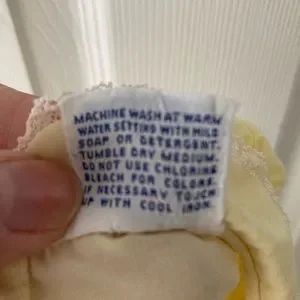 MACHINE WASH AT WARM
WATER SETTING WITH MILD
SOAP OR DETERGENT.
TUMBLE DRY MEDIUM.
DO NOT USE CHLORINE
BLEACH FOR COLORS.
IF NECESSARY TOUCH
UP WITH COOL IRON.